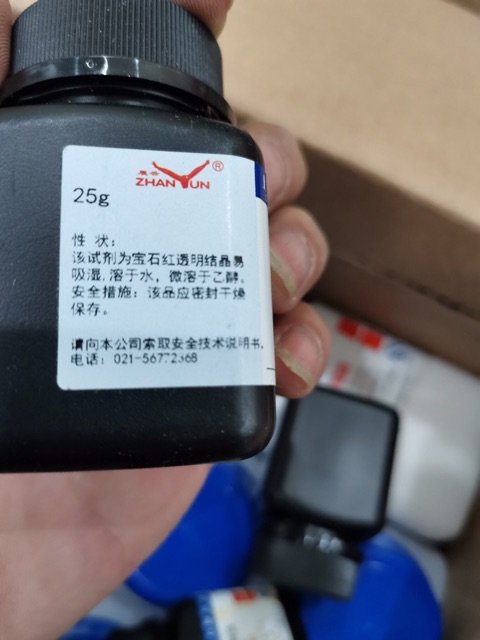 展云
ZHANYUN®
25g
性 状：
该试剂为宝石红透明结晶易
吸湿.溶于水，微溶于乙醇。
安全措施：该品应密封干燥
保存。
请向本公司索取安全技术说明书.
电话：021-56772368